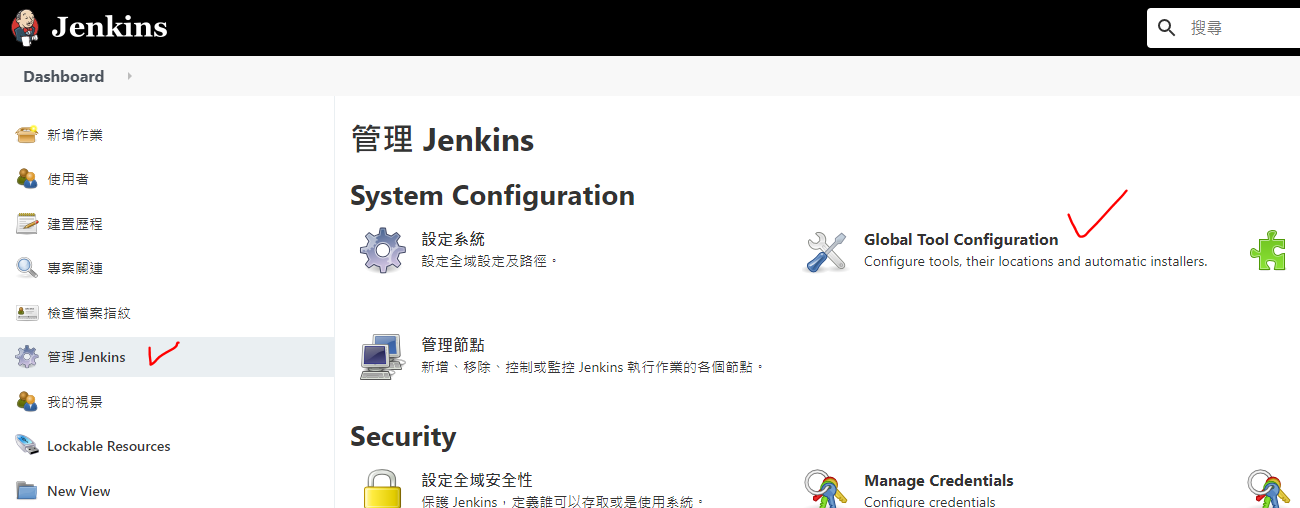 Jenkins
搜尋
Dashboard
新增作業
使用者
建置歷程
專案關連
檢查檔案指紋
管理 Jenkins
我的視景
Lockable Resources
New View
管理 Jenkins
System Configuration
設定系統
設定全域設定及路徑。
Global Tool Configuration
Configure tools, their locations and automatic installers.
管理節點
新增、移除、控制或監控 Jenkins 執行作業的各個節點。
Security
設定全域安全性
保護 Jenkins，定義誰可以存取或是使用系統。
Manage Credentials
Configure credentials